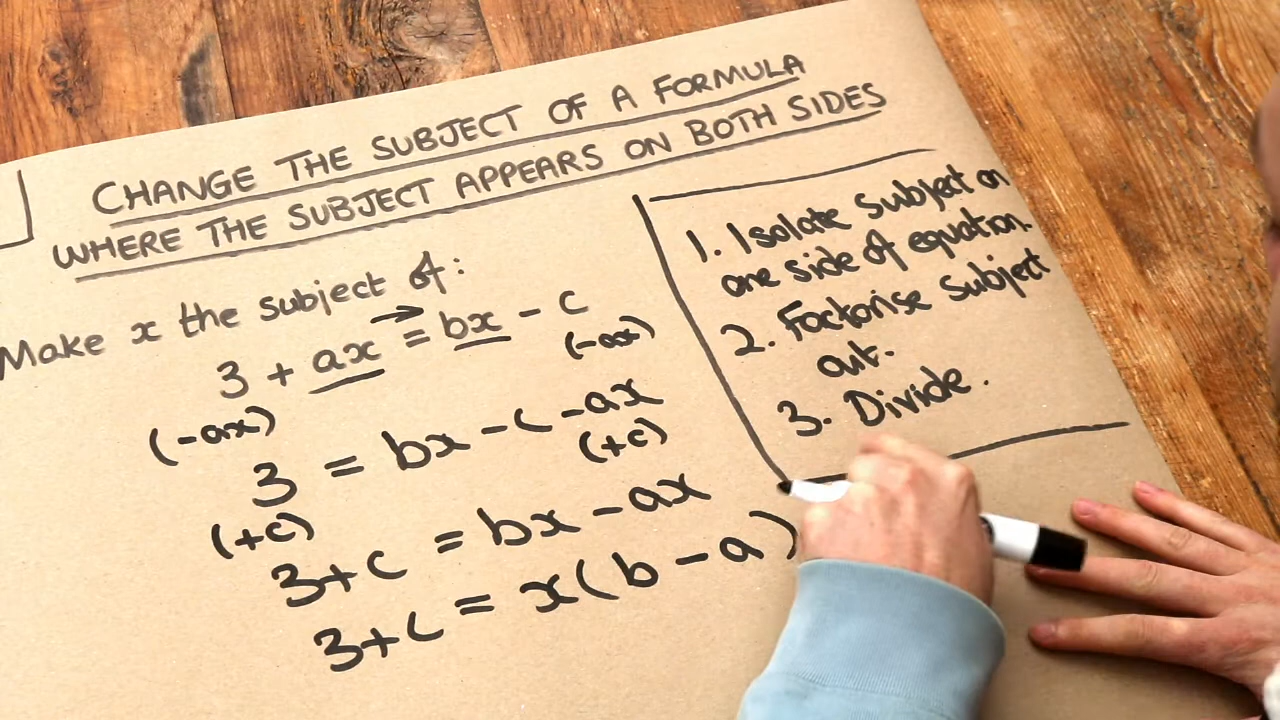 CHANGE THE SUBJECT OF A FORMULA
WHERE THE SUBJECT APPEARS ON BOTH SIDES
Make x the subject of:
3 + ax = bx - c
(-ax) (-ax)
3 = bx - c - ax
(+c) (+c)
3+c = bx - ax
3+c = x(b - a)
1. Isolate subject on
one side of equation.
2. Factorise subject
out.
3. Divide.